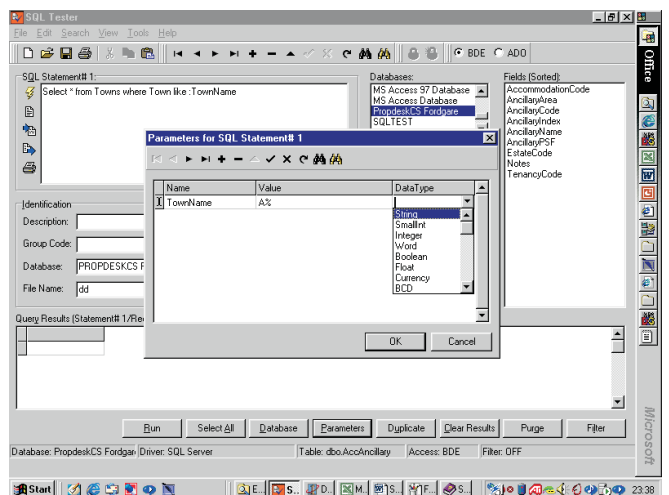 SQL Tester
File Edit Search View Tools Help
BDE ADO
SQL Statement# 1:
Select * from Towns where Town like :TownName
Databases:
MS Access 97 Database
MS Access Database
PropdeskCS Fordgare
SQLTEST
Fields (Sorted):
AccommodationCode
AncillaryArea
AncillaryCode
AncillaryIndex
AncillaryName
AncillaryPSF
EstateCode
Notes
TenancyCode
Parameters for SQL Statement# 1
Name Value DataType
TownName A%
String
SmallInt
Integer
Word
Boolean
Float
Currency
BCD
OK Cancel
Identification
Description:
Group Code:
Database: PROPDESKCS F
File Name: dd
Query Results (Statement# 1/Re
Run Select All Database Parameters Duplicate Clear Results Purge Filter
Database: PropdeskCS Fordgare Driver: SQL Server Table: dbo.AccAncillary Access: BDE Filter: OFF
Office
Microsoft
Start E... S... D... M... S... F... S... 23:38